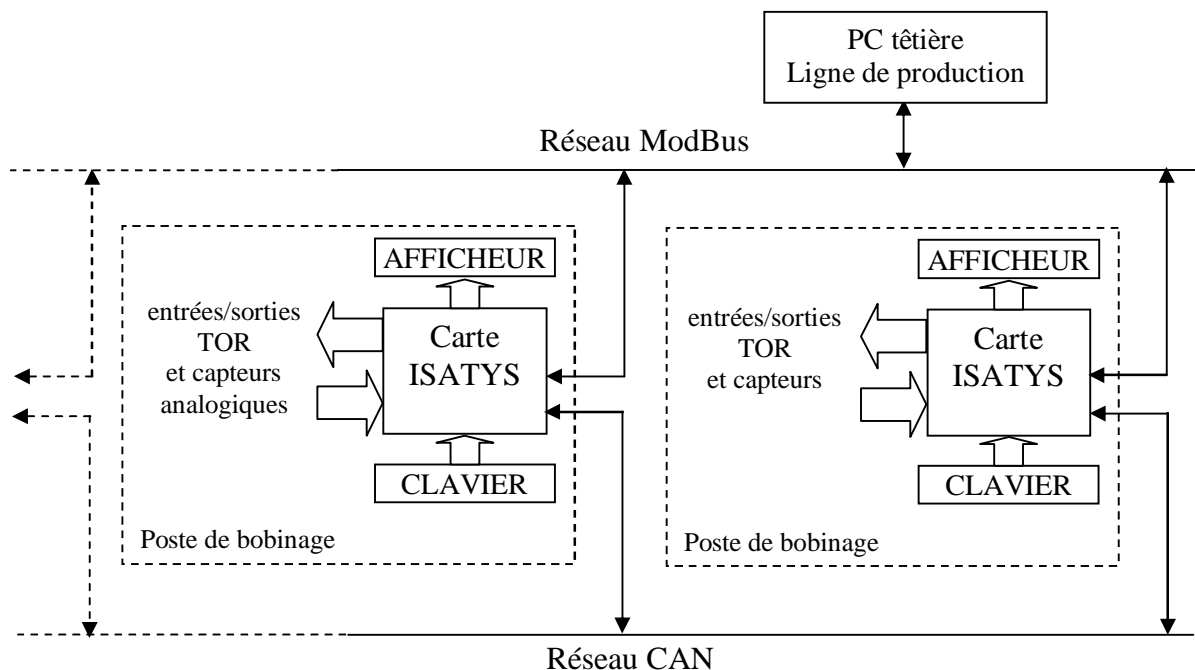 PC têtière
Ligne de production
Réseau ModBus
AFFICHEUR
entrées/sorties
TOR
et capteurs
analogiques
Carte
ISATYS
CLAVIER
Poste de bobinage
AFFICHEUR
entrées/sorties
TOR
et capteurs
Carte
ISATYS
CLAVIER
Poste de bobinage
Réseau CAN